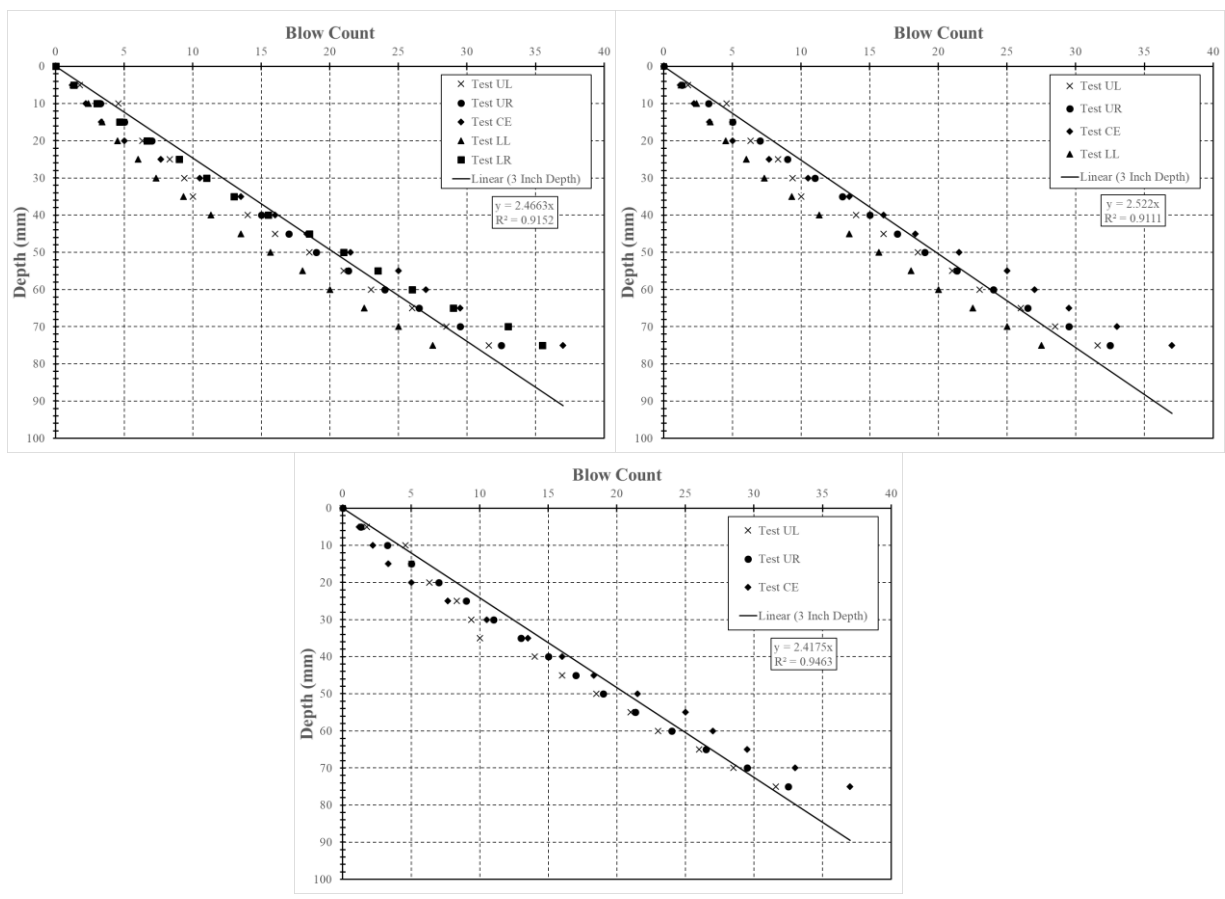 Blow Count
0 5 10 15 20 25 30 35 40
0
10
20
30
40
50
60
70
80
90
100
Depth (mm)
Test UL
Test UR
Test CE
Test LL
Test LR
Linear (3 Inch Depth)
y = 2.4663x
R² = 0.9152
Blow Count
0 5 10 15 20 25 30 35 40
0
10
20
30
40
50
60
70
80
90
100
Depth (mm)
Test UL
Test UR
Test CE
Test LL
Linear (3 Inch Depth)
y = 2.522x
R² = 0.9111
Blow Count
0 5 10 15 20 25 30 35 40
0
10
20
30
40
50
60
70
80
90
100
Depth (mm)
Test UL
Test UR
Test CE
Linear (3 Inch Depth)
y = 2.4175x
R² = 0.9463